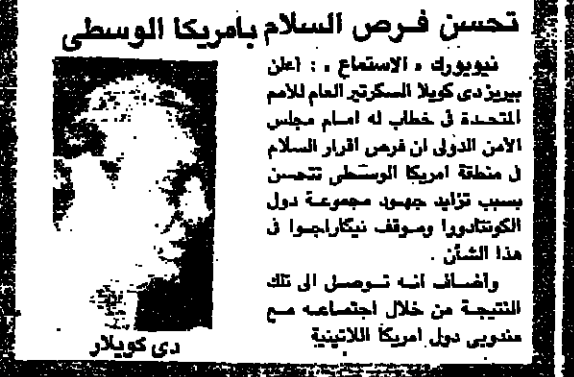 تحسن فرص السلام بامريكا الوسطى
نيويورك « الاستماع » : اعلن
بيريز دى كويلا السكرتير العام للامم
المتحدة فى خطاب له امام مجلس
الأمن الدولى ان فرص اقرار السلام
فى منطقة امريكا الوسطى تتحسن
بسبب تزايد جهود مجموعة دول
الكونتادورا وموقف نيكاراجوا فى
هذا الشأن .
وأضاف انه توصل الى تلك
النتيجة من خلال اجتماعه مع
مندوبى دول امريكا اللاتينية
دى كويلار